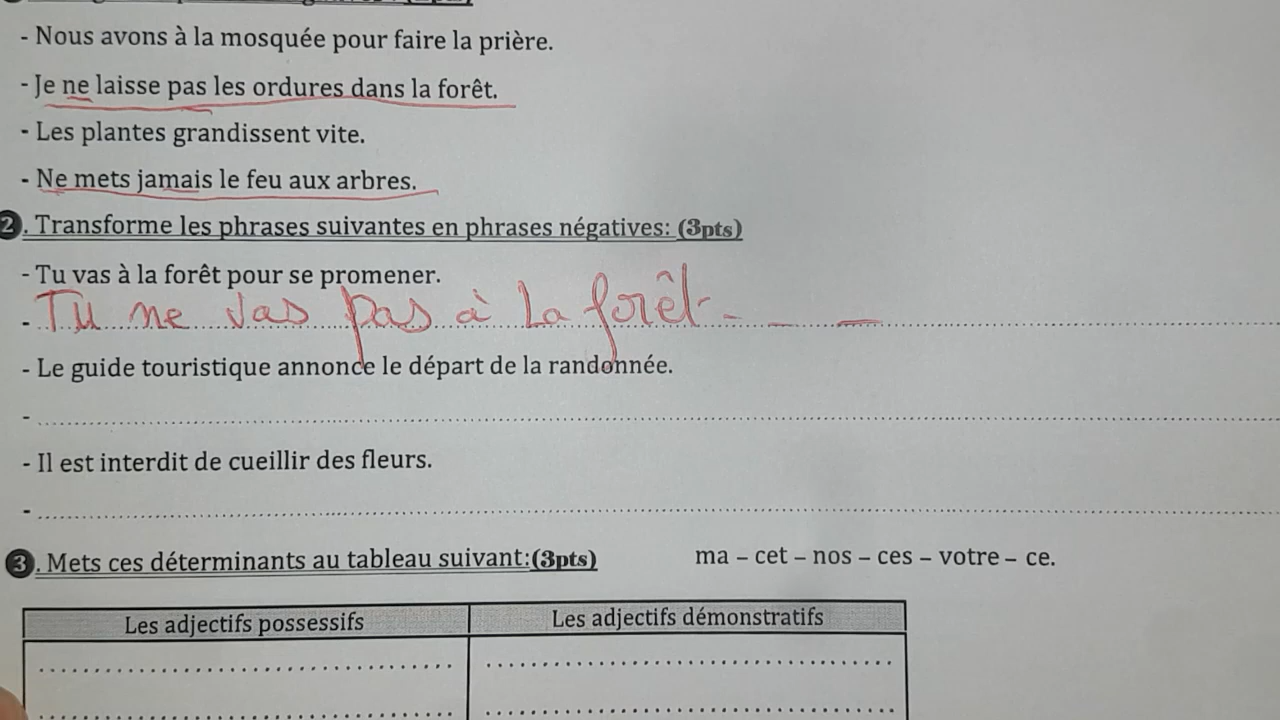 - Nous avons à la mosquée pour faire la prière.
- Je ne laisse pas les ordures dans la forêt.
- Les plantes grandissent vite.
- Ne mets jamais le feu aux arbres.
2. Transforme les phrases suivantes en phrases négatives: (3pts)
- Tu vas à la forêt pour se promener.
- Tu ne vas pas à la forêt - - -
- Le guide touristique annonce le départ de la randonnée.
-
- Il est interdit de cueillir des fleurs.
-
3. Mets ces déterminants au tableau suivant:(3pts) ma – cet – nos – ces – votre – ce.
Les adjectifs possessifs Les adjectifs démonstratifs